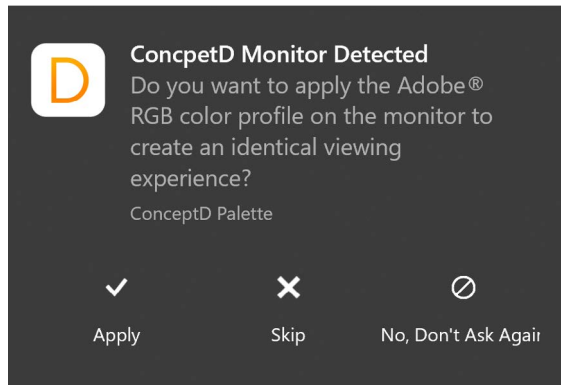 D
ConcpetD Monitor Detected
Do you want to apply the Adobe®
RGB color profile on the monitor to
create an identical viewing
experience?
ConceptD Palette
Apply Skip No, Don't Ask Agair